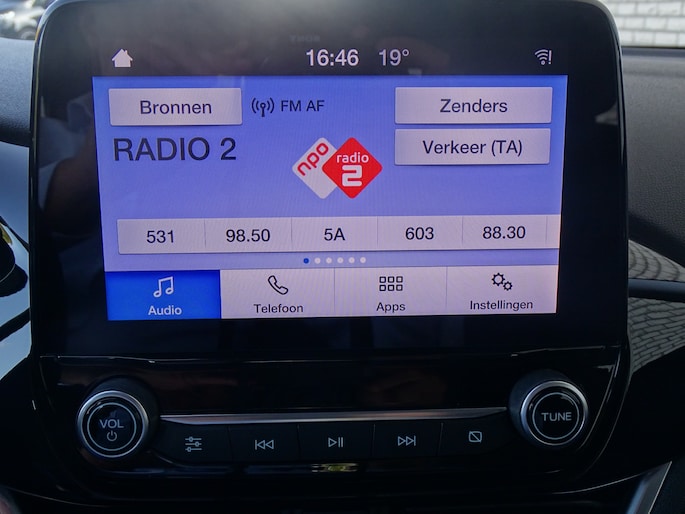 16:46 19°
Bronnen
FM AF
Zenders
RADIO 2
npo
radio
2
Verkeer (TA)
531 98.50 5A 603 88.30
Audio
Telefoon
Apps
Instellingen
VOL
TUNE